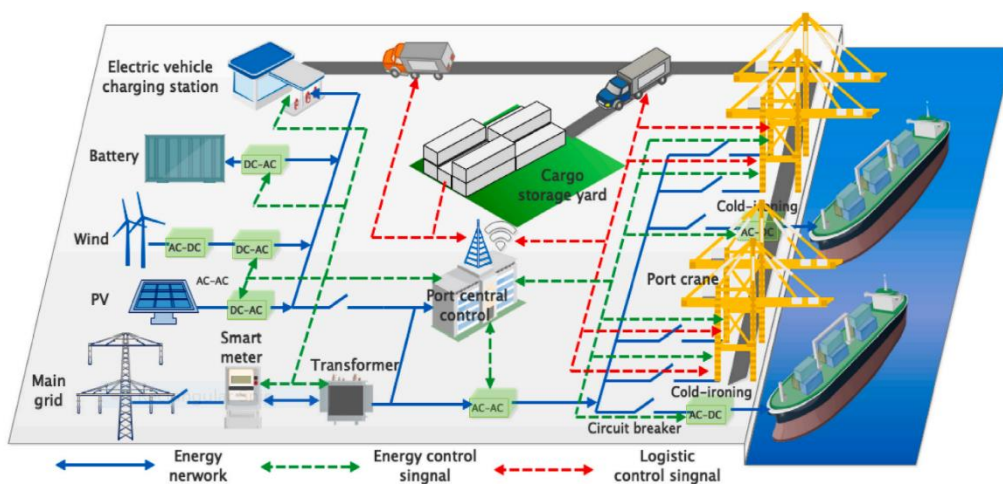 Electric vehicle
charging station
Battery
DC-AC
Cargo
storage yard
Cold-ironing
AC-DC
Wind
AC-DC
DC-AC
AC-AC
PV
DC-AC
Port central
control
Port crane
Smart
meter
Transformer
Main
grid
AC-AC
Cold-ironing
AC-DC
Circuit breaker
Energy
nerwork
Energy control
singnal
Logistic
control singnal